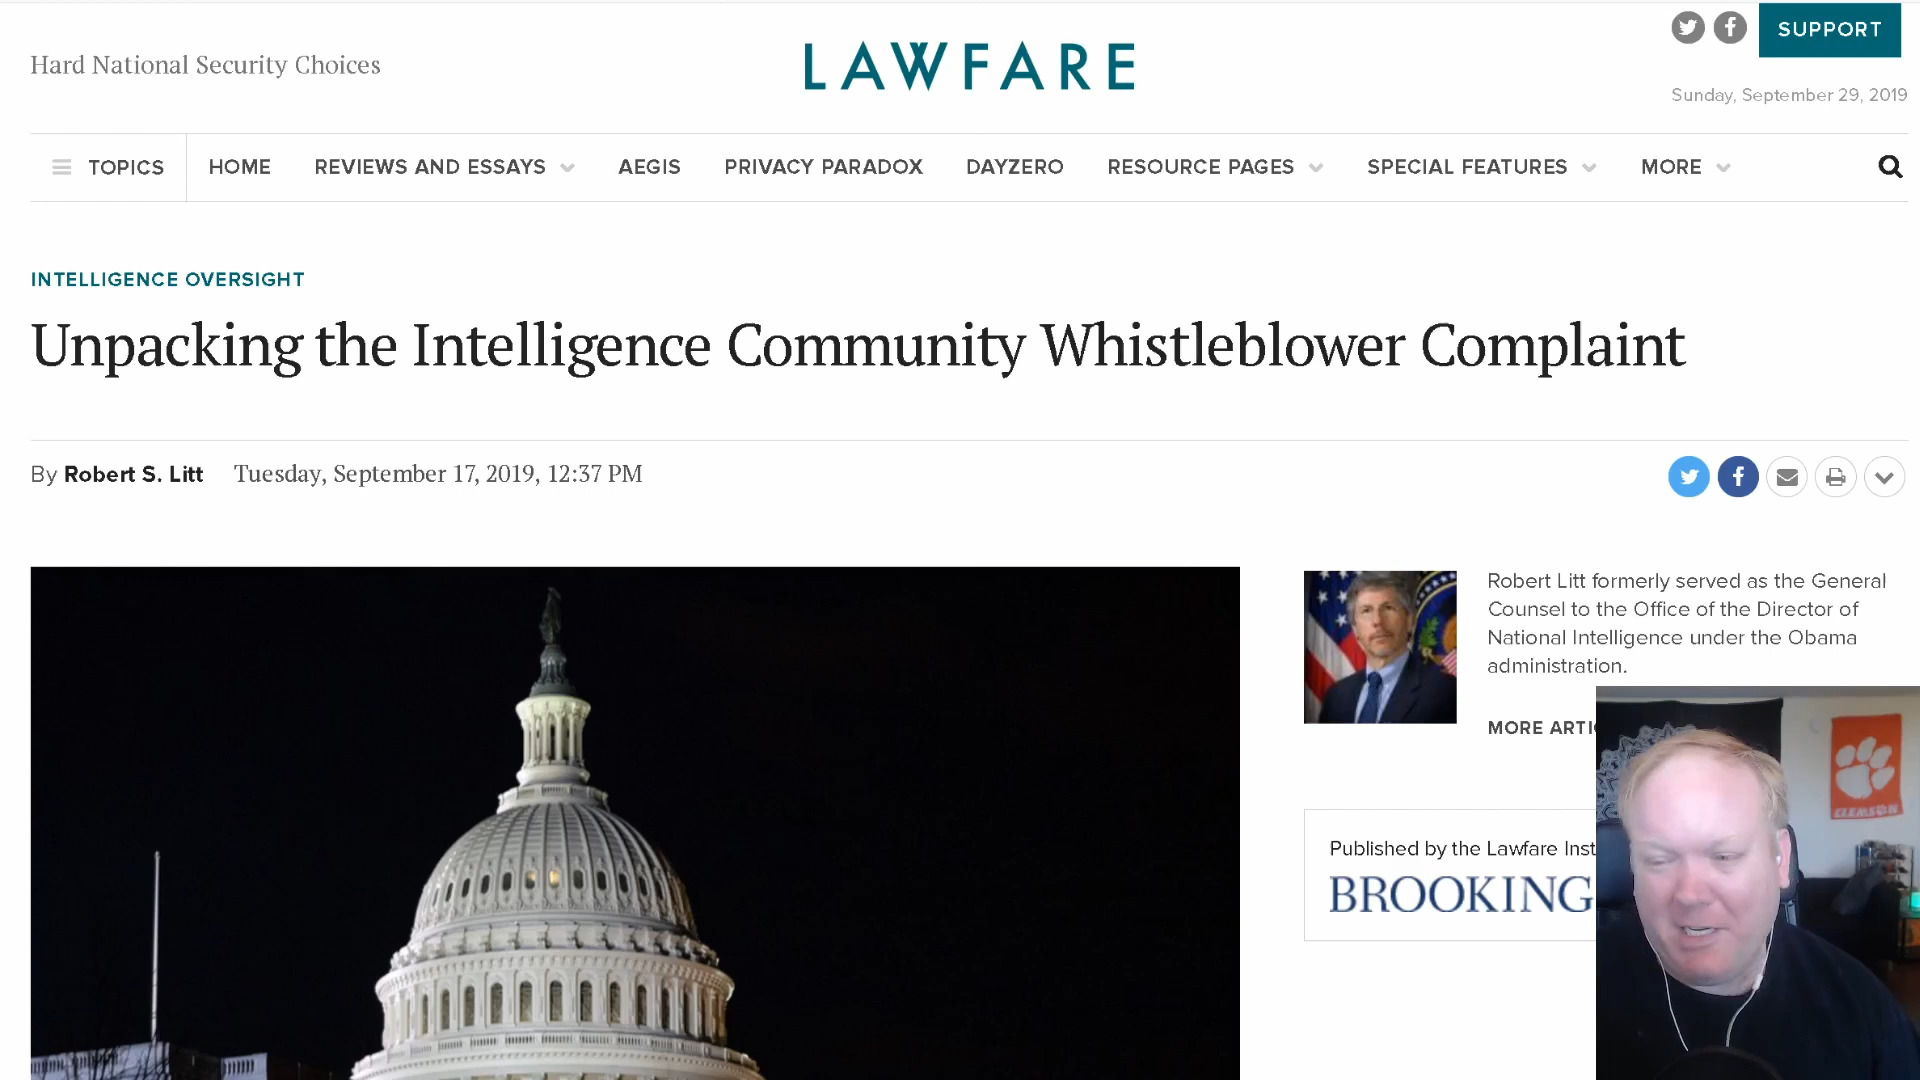 Hard National Security Choices
LAWFARE
SUPPORT
Sunday, September 29, 2019
TOPICS
HOME
REVIEWS AND ESSAYS
AEGIS
PRIVACY PARADOX
DAYZERO
RESOURCE PAGES
SPECIAL FEATURES
MORE
INTELLIGENCE OVERSIGHT
Unpacking the Intelligence Community Whistleblower Complaint
By Robert S. Litt Tuesday, September 17, 2019, 12:37 PM
Robert Litt formerly served as the General
Counsel to the Office of the Director of
National Intelligence under the Obama
administration.
MORE ARTI
Published by the Lawfare Inst
BROOKING
CLEMSON